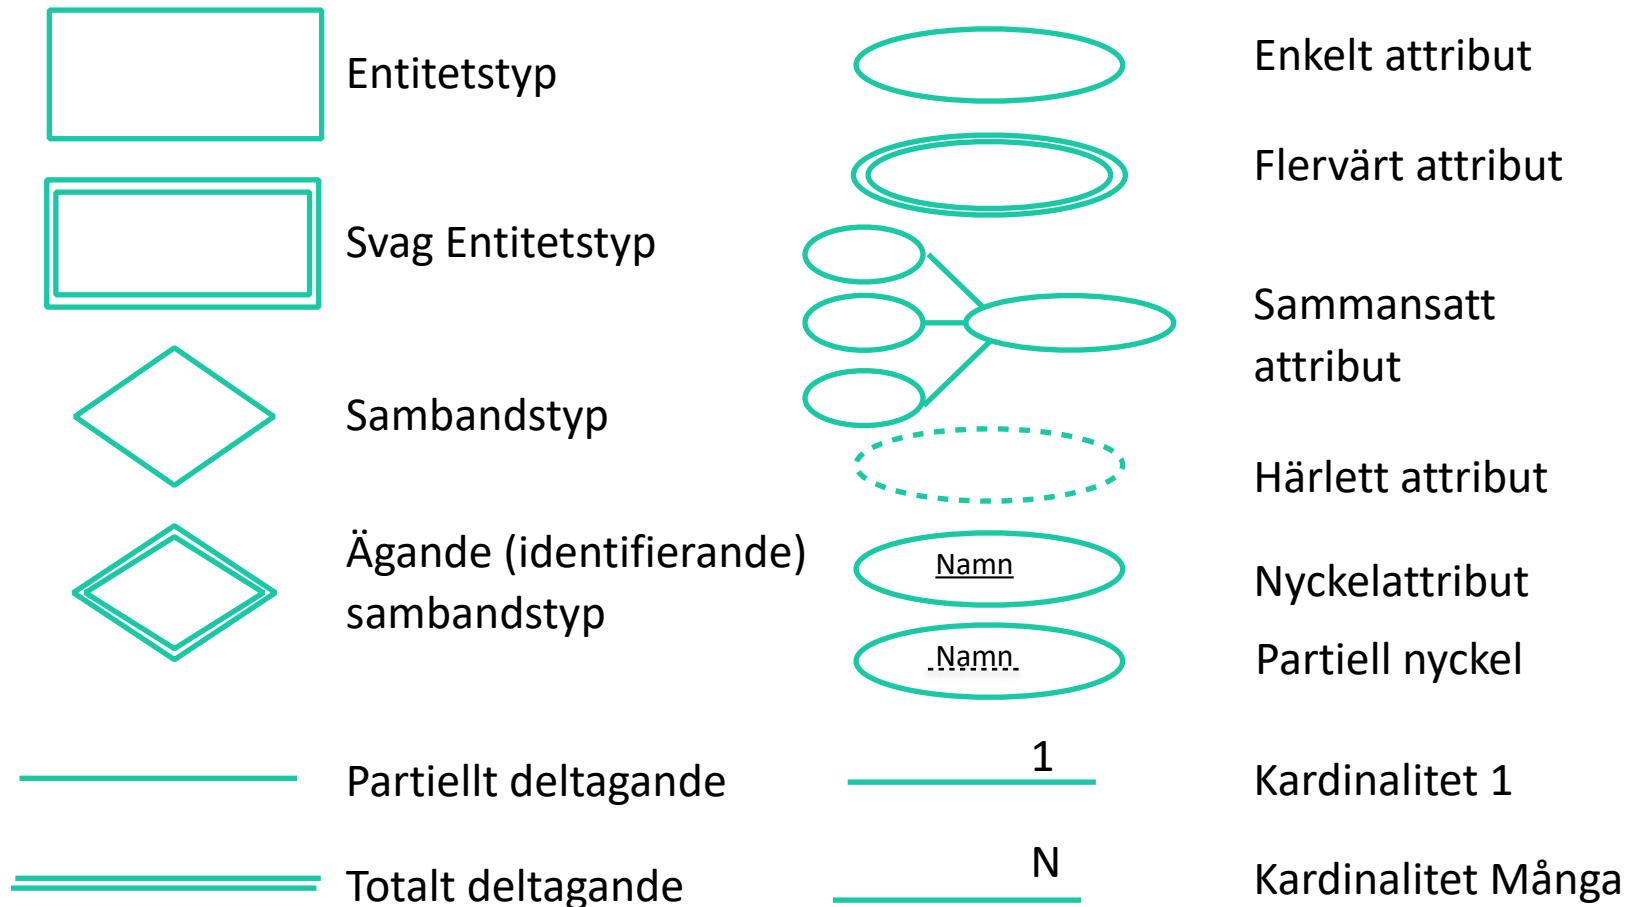 Entitetstyp
Svag Entitetstyp
Sambandstyp
Ägande (identifierande)
sambandstyp
Partiellt deltagande
Totalt deltagande
Enkelt attribut
Flervärt attribut
Sammansatt
attribut
Härlett attribut
Namn
Nyckelattribut
Namn
Partiell nyckel
1
Kardinalitet 1
N
Kardinalitet Många